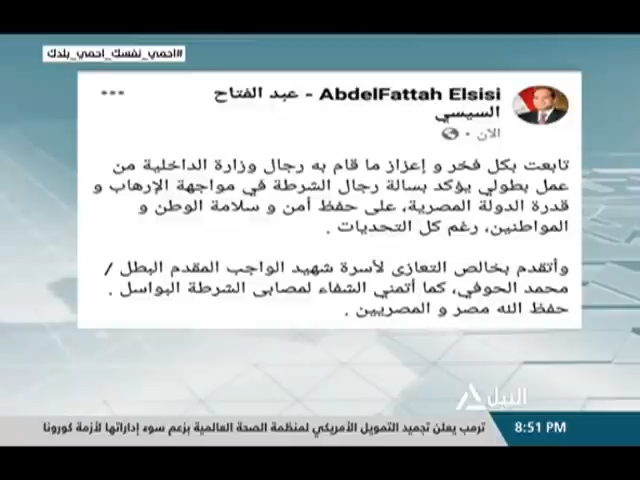 #احمي_نفسك_احمي_بلدك
AbdelFattah Elsisi - عبد الفتاح
السيسي
الآن
تابعت بكل فخر و إعزاز ما قام به رجال وزارة الداخلية من
عمل بطولي يؤكد بسالة رجال الشرطة في مواجهة الإرهاب و
قدرة الدولة المصرية، على حفظ أمن و سلامة الوطن و
المواطنين، رغم كل التحديات .
وأتقدم بخالص التعازى لأسرة شهيد الواجب المقدم البطل /
محمد الحوفي، كما أتمني الشفاء لمصابى الشرطة البواسل .
حفظ الله مصر و المصريين .
النيل
ترمب يعلن تجميد التمويل الأمريكي لمنظمة الصحة العالمية بزعم سوء إداراتها لأزمة كورونا
8:51 PM